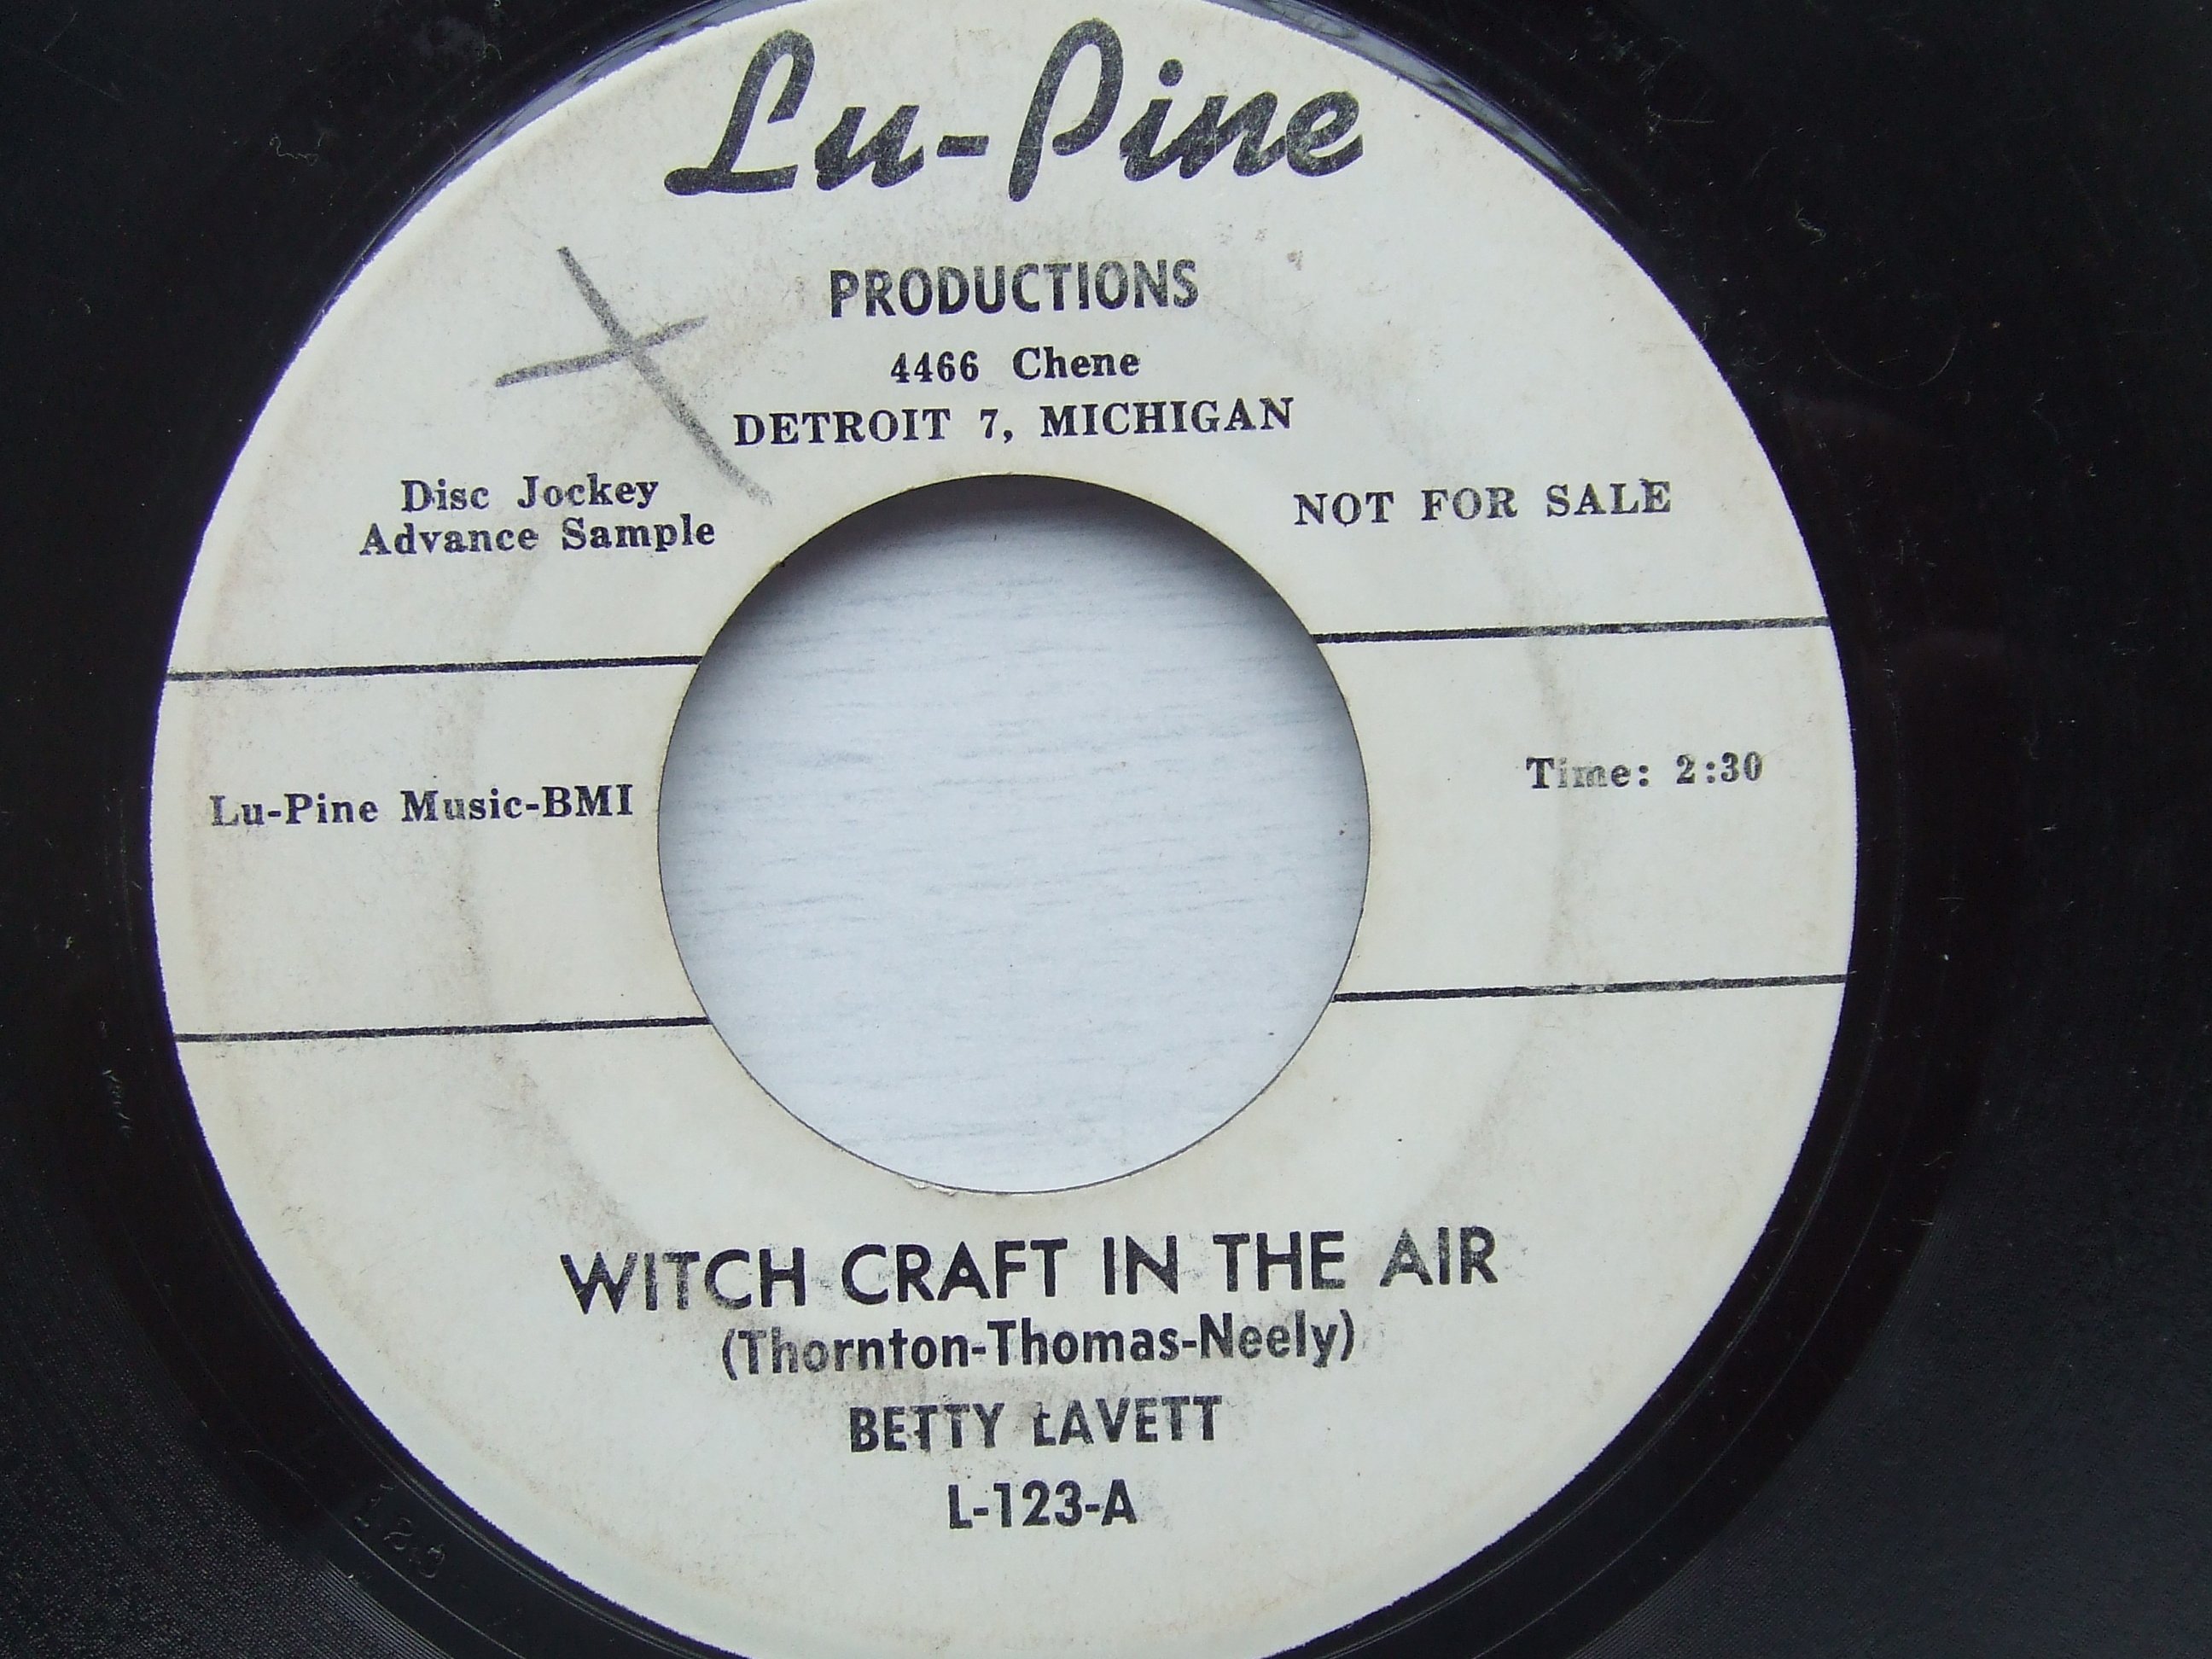 Lu-Pine
PRODUCTIONS
4466 Chene
DETROIT 7, MICHIGAN
Disc Jockey
Advance Sample
NOT FOR SALE
Lu-Pine Music-BMI
Time: 2:30
WITCH CRAFT IN THE AIR
(Thornton-Thomas-Neely)
BETTY LAVETT
L-123-A